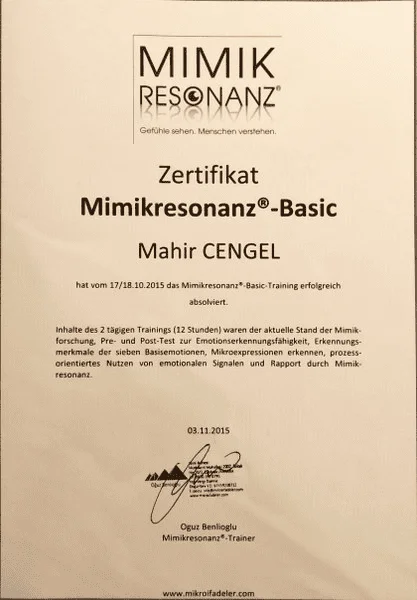 MIMIK
RESONANZ®
Gefühle sehen. Menschen verstehen.
Zertifikat
Mimikresonanz®-Basic
Mahir CENGEL
hat vom 17/18.10.2015 das Mimikresonanz®-Basic-Training erfolgreich
absolviert.
Inhalte des 2 tägigen Trainings (12 Stunden) waren der aktuelle Stand der Mimik-
forschung, Pre- und Post-Test zur Emotionserkennungsfähigkeit, Erkennungs-
merkmale der sieben Basisemotionen, Mikroexpressionen erkennen, prozess-
orientiertes Nutzen von emotionalen Signalen und Rapport durch Mimik-
resonanz.
03.11.2015
Oguz Benlioglu
Oguz Benlioglu
Mimikresonanz®-Trainer
www.mikroifadeler.com